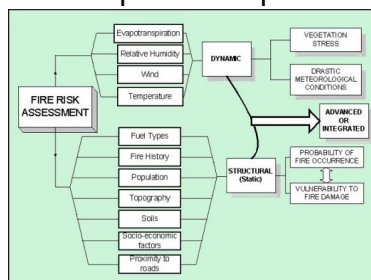 Evapotranspiration
Relative Humidity
Wind
Temperature
DYNAMIC
VEGETATION
STRESS
DRASTIC
METEOROLOGICAL
CONDITIONS
FIRE RISK
ASSESSMENT
ADVANCED
OR
INTEGRATED
Fuel Types
Fire History
Population
Topography
Soils
Socio-economic
factors
Proximity to
roads
STRUCTURAL
(Static)
PROBABILITY OF
FIRE OCCURRENCE
VULNERABILITY TO
FIRE DAMAGE